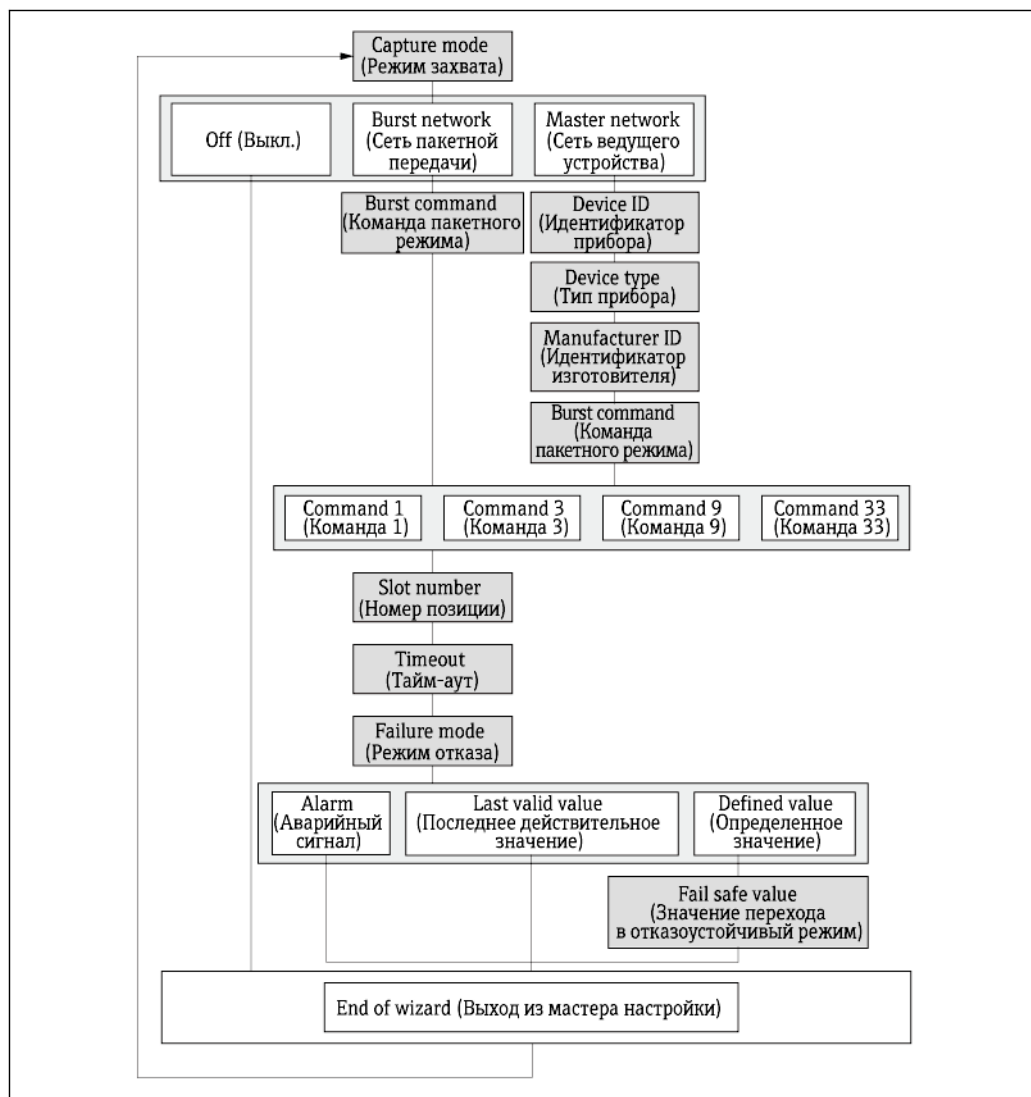 Capture mode
(Режим захвата)
Off (Выкл.)
Burst network
(Сеть пакетной
передачи)
Master network
(Сеть ведущего
устройства)
Burst command
(Команда пакетного
режима)
Device ID
(Идентификатор
прибора)
Device type
(Тип прибора)
Manufacturer ID
(Идентификатор
изготовителя)
Burst command
(Команда
пакетного режима)
Command 1
(Команда 1)
Command 3
(Команда 3)
Command 9
(Команда 9)
Command 33
(Команда 33)
Slot number
(Номер позиции)
Timeout
(Тайм-аут)
Failure mode
(Режим отказа)
Alarm
(Аварийный
сигнал)
Last valid value
(Последнее действительное
значение)
Defined value
(Определенное
значение)
Fail safe value
(Значение перехода
в отказоустойчивый режим)
End of wizard (Выход из мастера настройки)